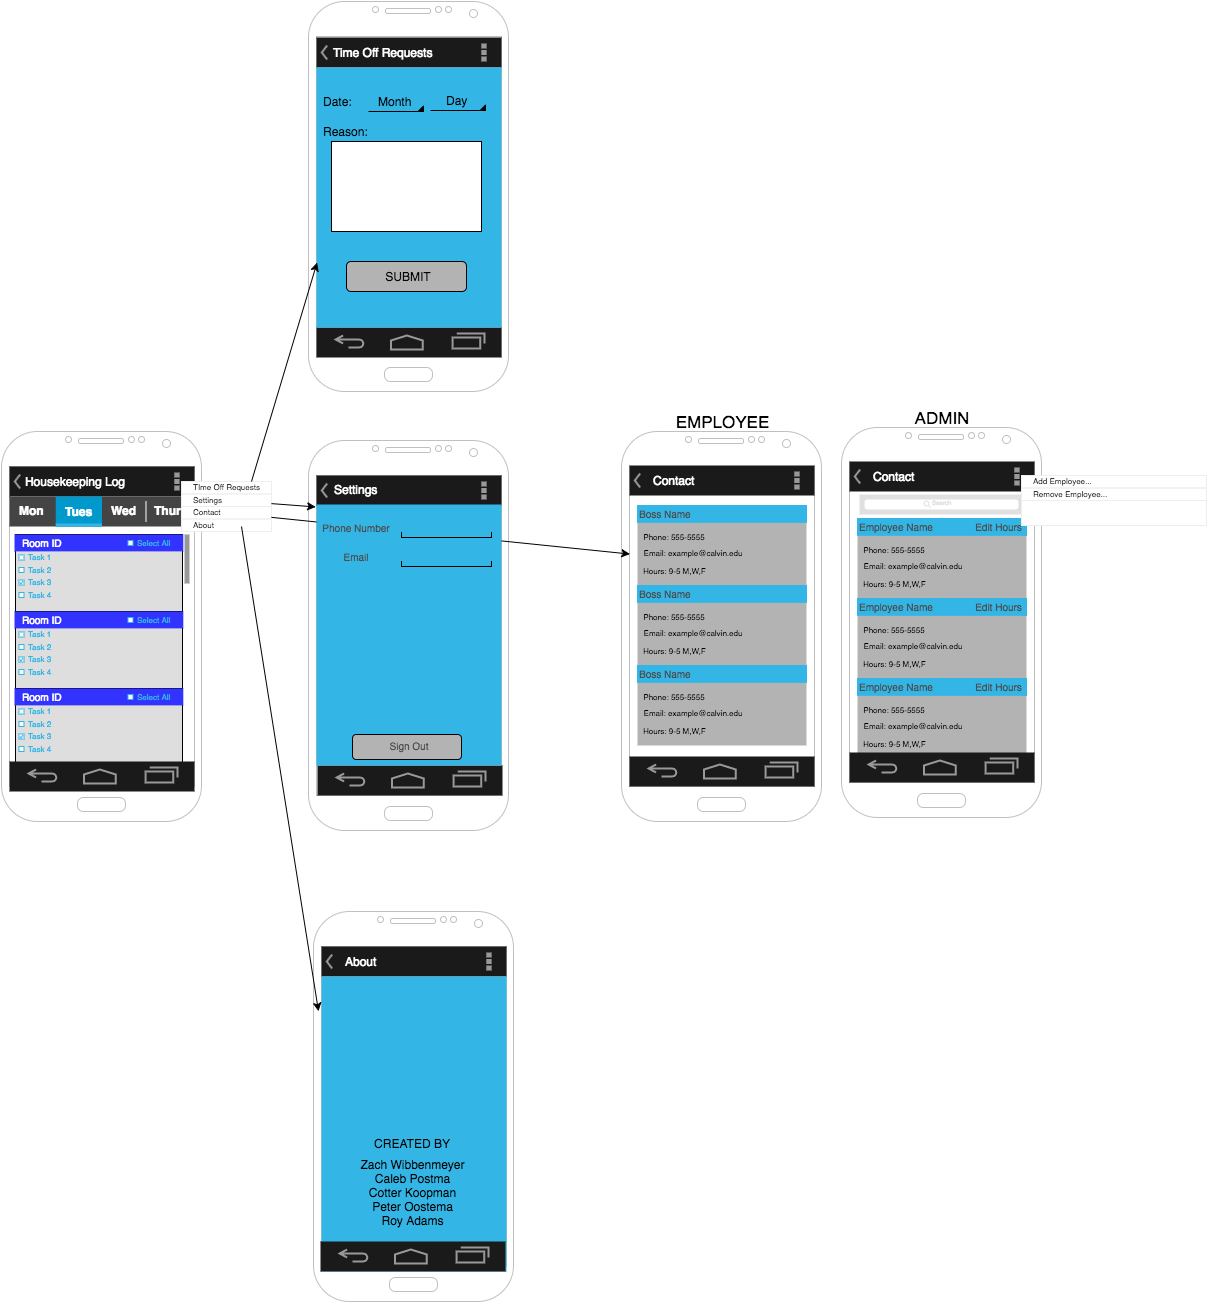 Time Off Requests
Date: Month Day
Reason:
SUBMIT
Housekeeping Log
Mon Tues Wed Thur
Room ID Select All
Task 1
Task 2
Task 3
Task 4
Room ID Select All
Task 1
Task 2
Task 3
Task 4
Room ID Select All
Task 1
Task 2
Task 3
Task 4
TIme Off Requests
Settings
Contact
About
Settings
Phone Number
Email
Sign Out
EMPLOYEE
Contact
Boss Name
Phone: 555-5555
Email: example@calvin.edu
Hours: 9-5 M,W,F
Boss Name
Phone: 555-5555
Email: example@calvin.edu
Hours: 9-5 M,W,F
Boss Name
Phone: 555-5555
Email: example@calvin.edu
Hours: 9-5 M,W,F
ADMIN
Contact
Search
Employee Name Edit Hours
Phone: 555-5555
Email: example@calvin.edu
Hours: 9-5 M,W,F
Employee Name Edit Hours
Phone: 555-5555
Email: example@calvin.edu
Hours: 9-5 M,W,F
Employee Name Edit Hours
Phone: 555-5555
Email: example@calvin.edu
Hours: 9-5 M,W,F
Add Employee...
Remove Employee...
About
CREATED BY
Zach Wibbenmeyer
Caleb Postma
Cotter Koopman
Peter Oostema
Roy Adams